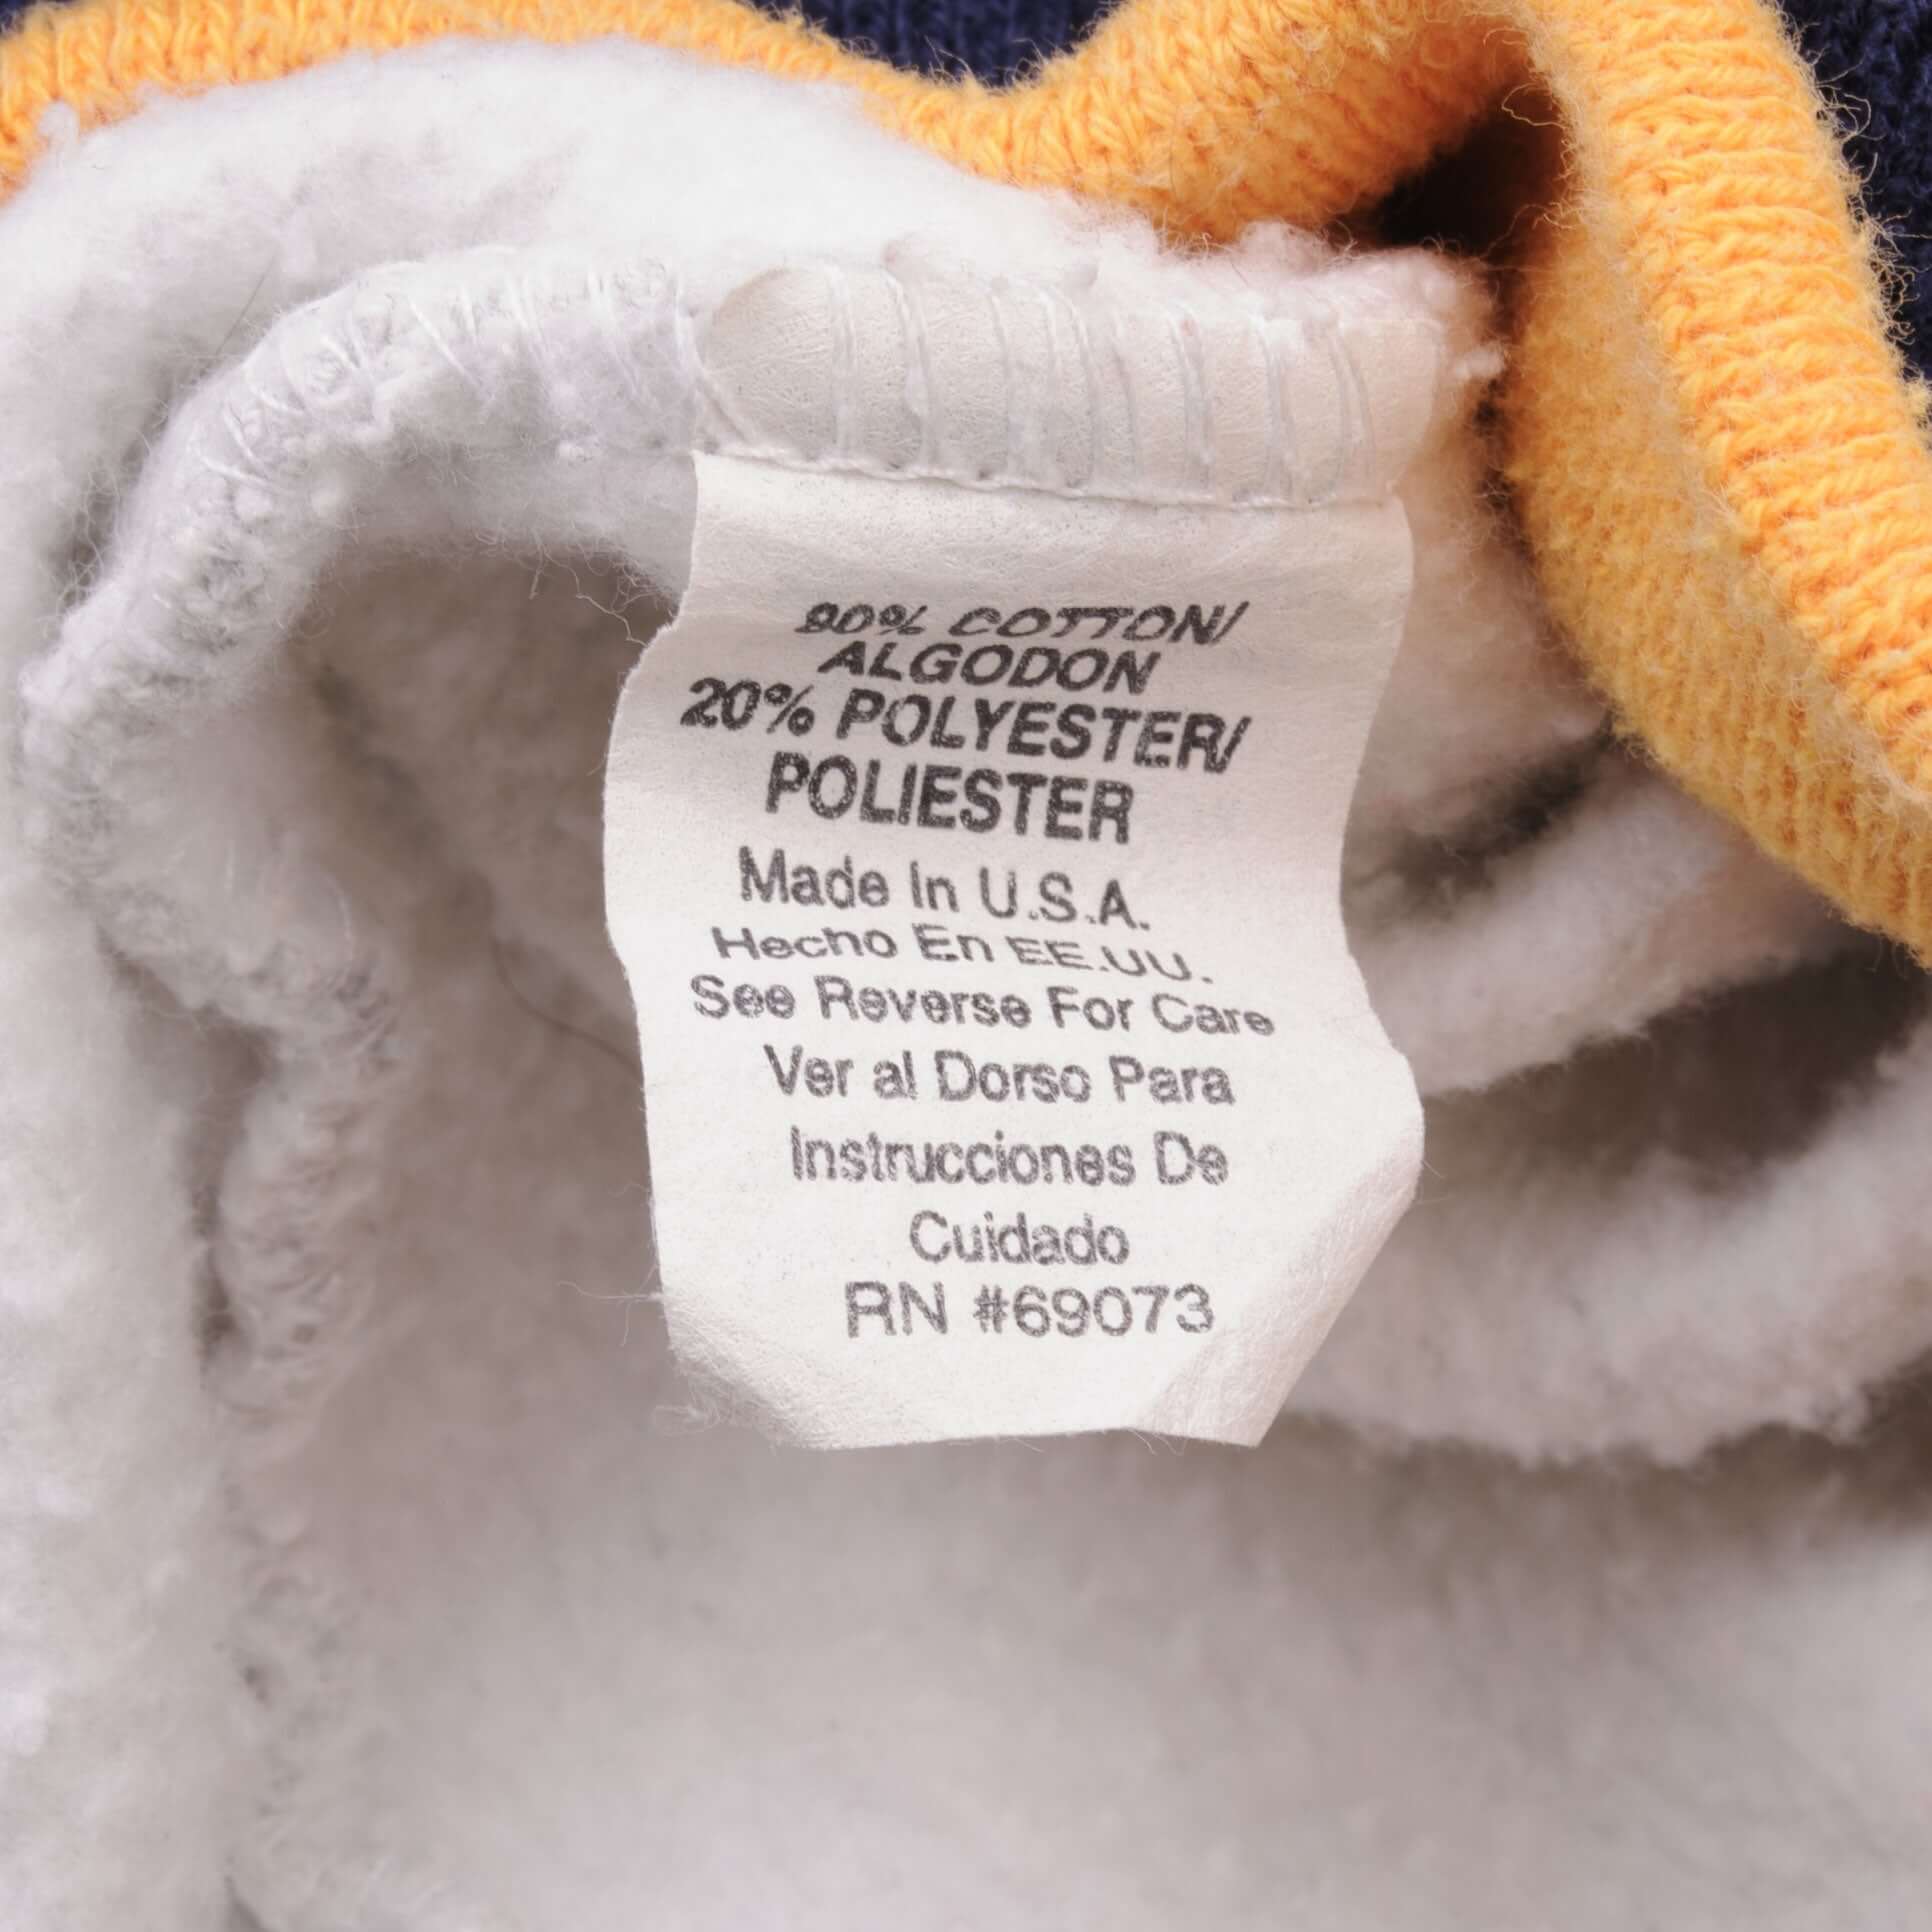 80% COTTON/
ALGODON
20% POLYESTER/
POLIESTER
Made In U.S.A.
Hecho En EE.UU.
See Reverse For Care
Ver al Dorso Para
Instrucciones De
Cuidado
RN #69073